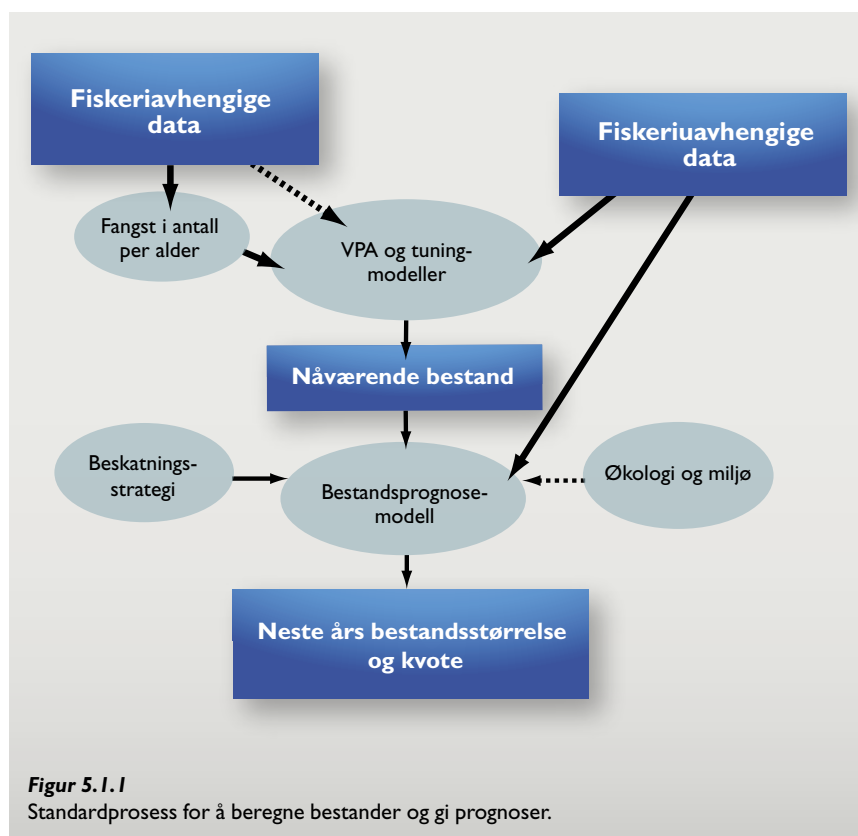 Fiskeriavhengige
data
Fiskeriuavhengige
data
Fangst i antall
per alder
VPA og tuning-
modeller
Nåværende bestand
Beskatnings-
strategi
Bestandsprognose-
modell
Økologi og miljø
Neste års bestandsstørrelse
og kvote
Figur 5.1.1
Standardprosess for å beregne bestander og gi prognoser.